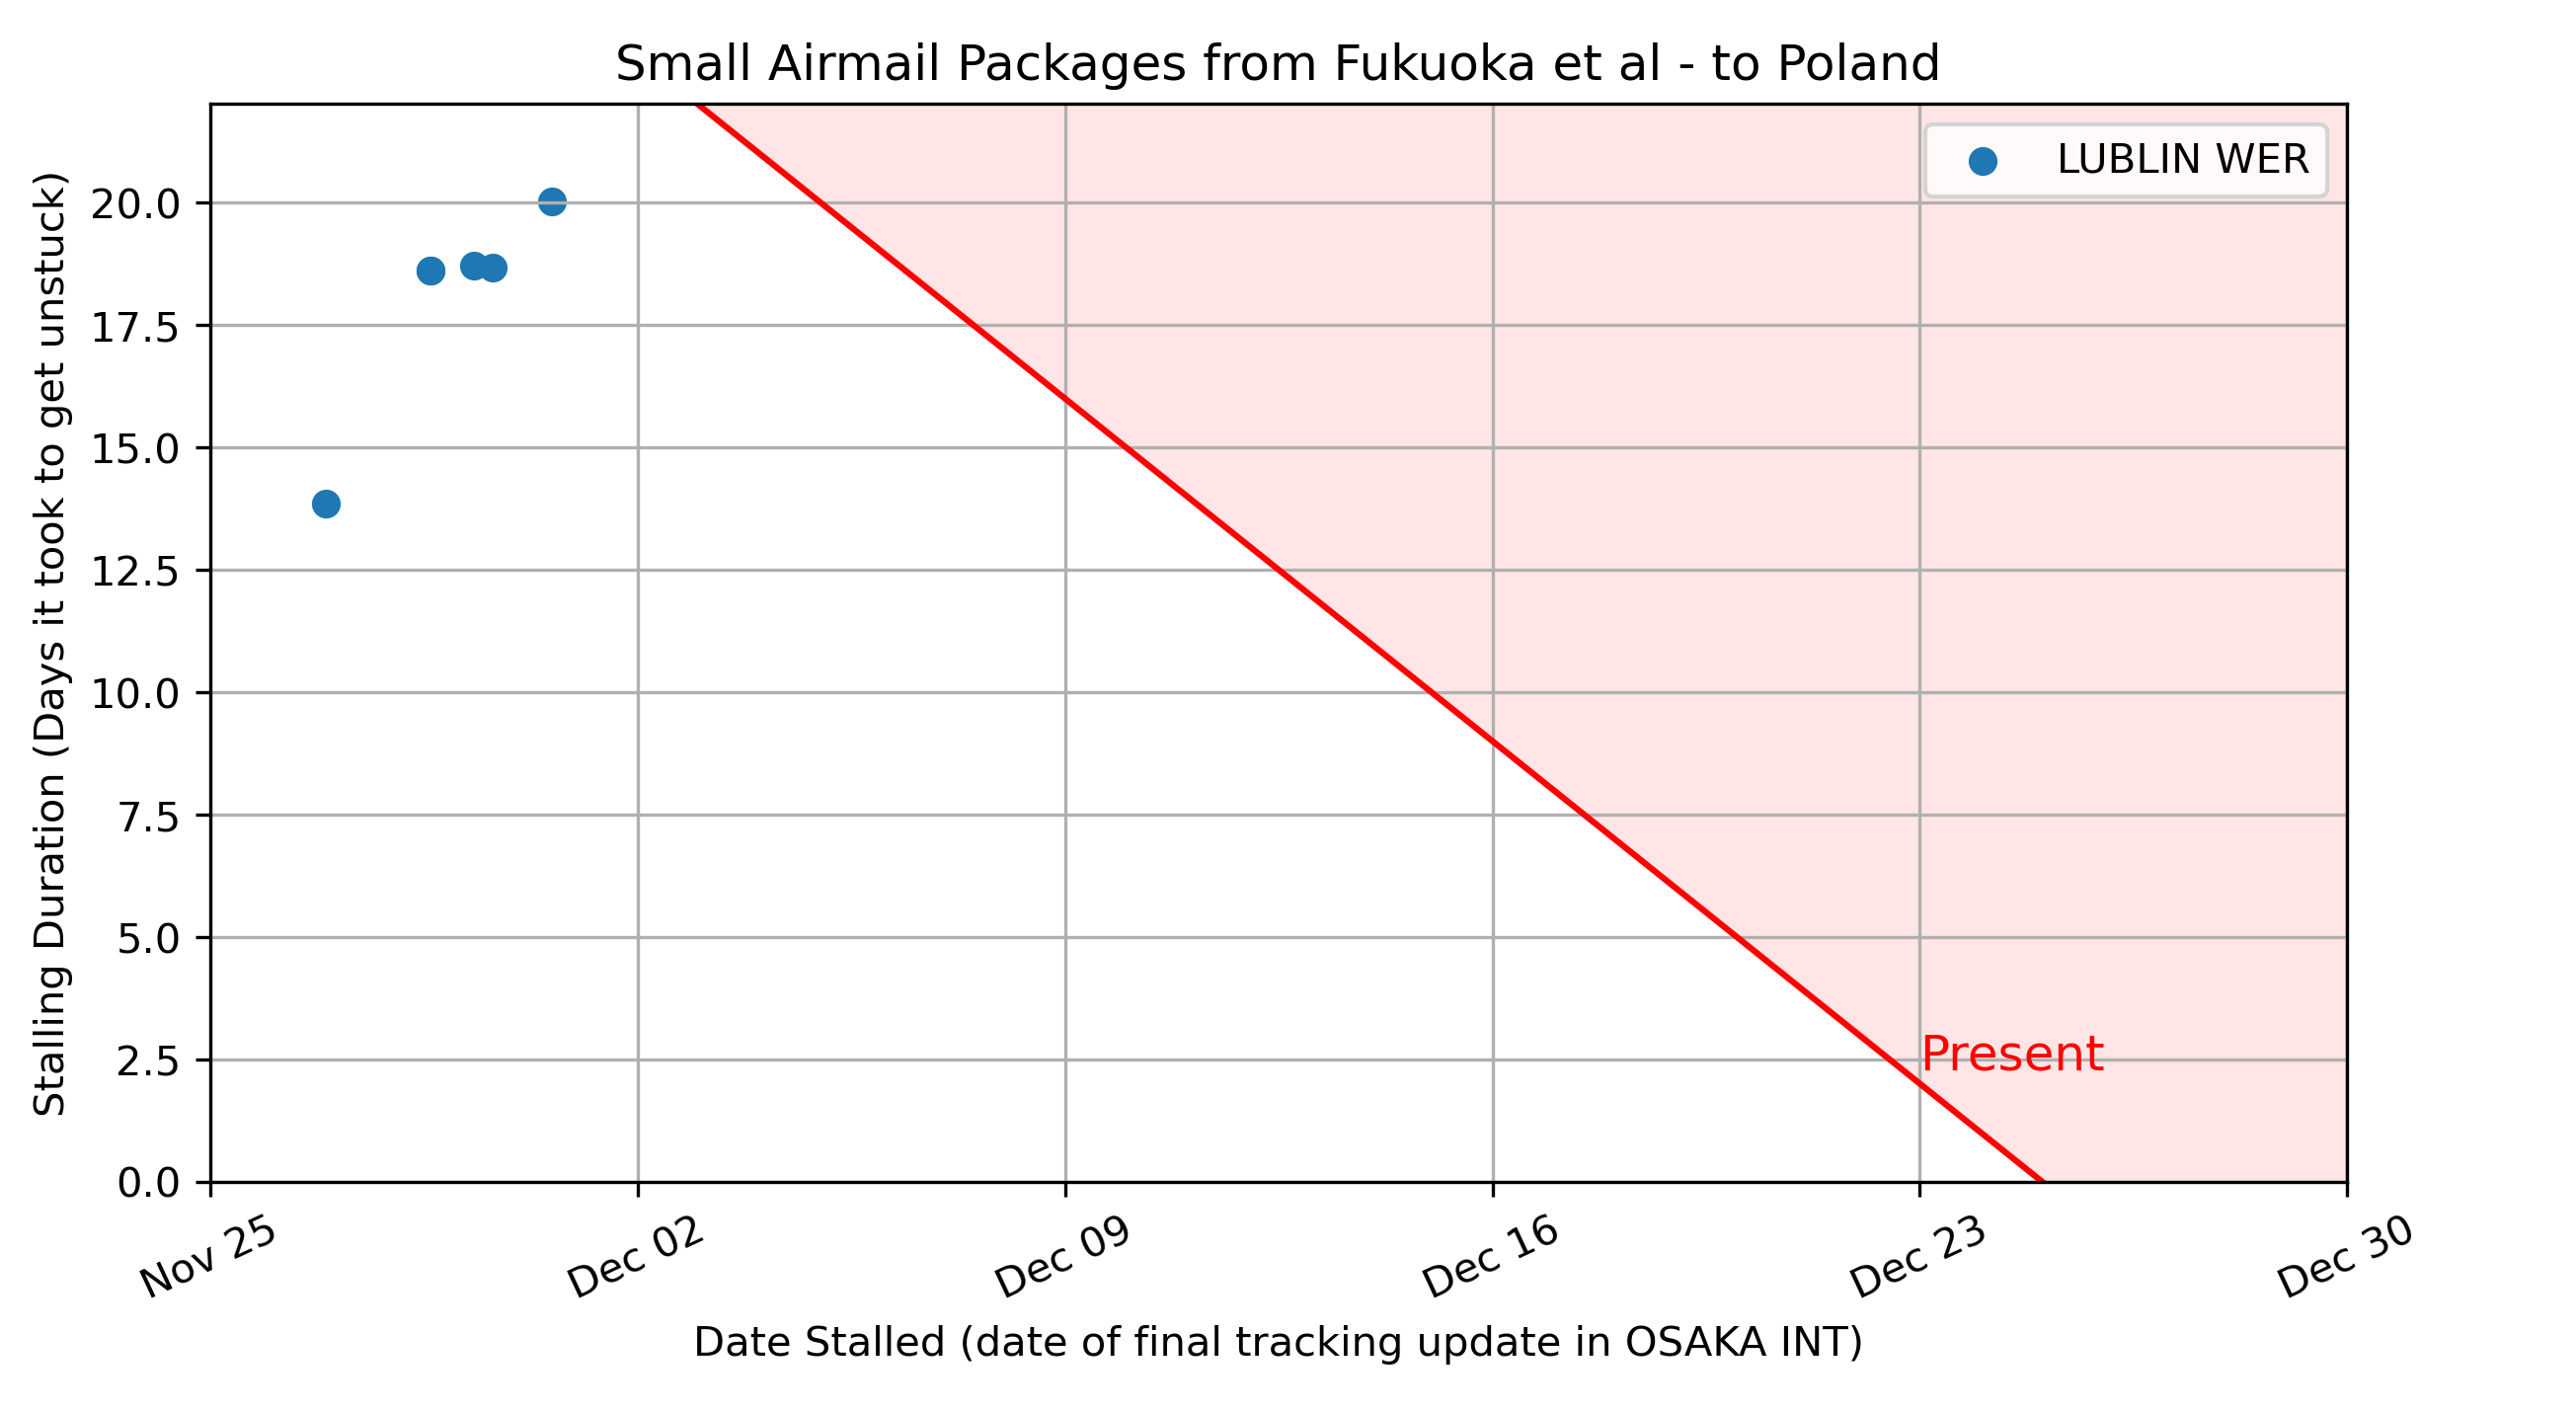 Small Airmail Packages from Fukuoka et al - to Poland
LUBLIN WER
Stalling Duration (Days it took to get unstuck)
20.0
17.5
15.0
12.5
10.0
7.5
5.0
2.5
0.0
Present
Nov 25
Dec 02
Dec 09
Dec 16
Dec 23
Dec 30
Date Stalled (date of final tracking update in OSAKA INT)